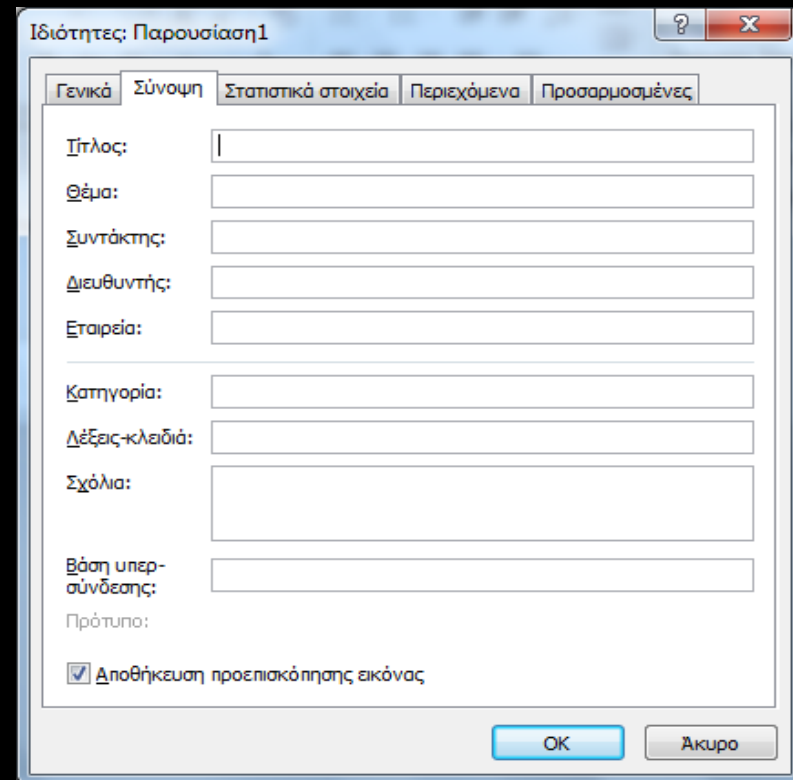 Ιδιότητες: Παρουσίαση1
Γενικά Σύνοψη Στατιστικά στοιχεία Περιεχόμενα Προσαρμοσμένες
Τίτλος:
Θέμα:
Συντάκτης:
Διευθυντής:
Εταιρεία:
Κατηγορία:
Λέξεις-κλειδιά:
Σχόλια:
Βάση υπερ-
σύνδεσης:
Πρότυπο:
Αποθήκευση προεπισκόπησης εικόνας
OK Άκυρο